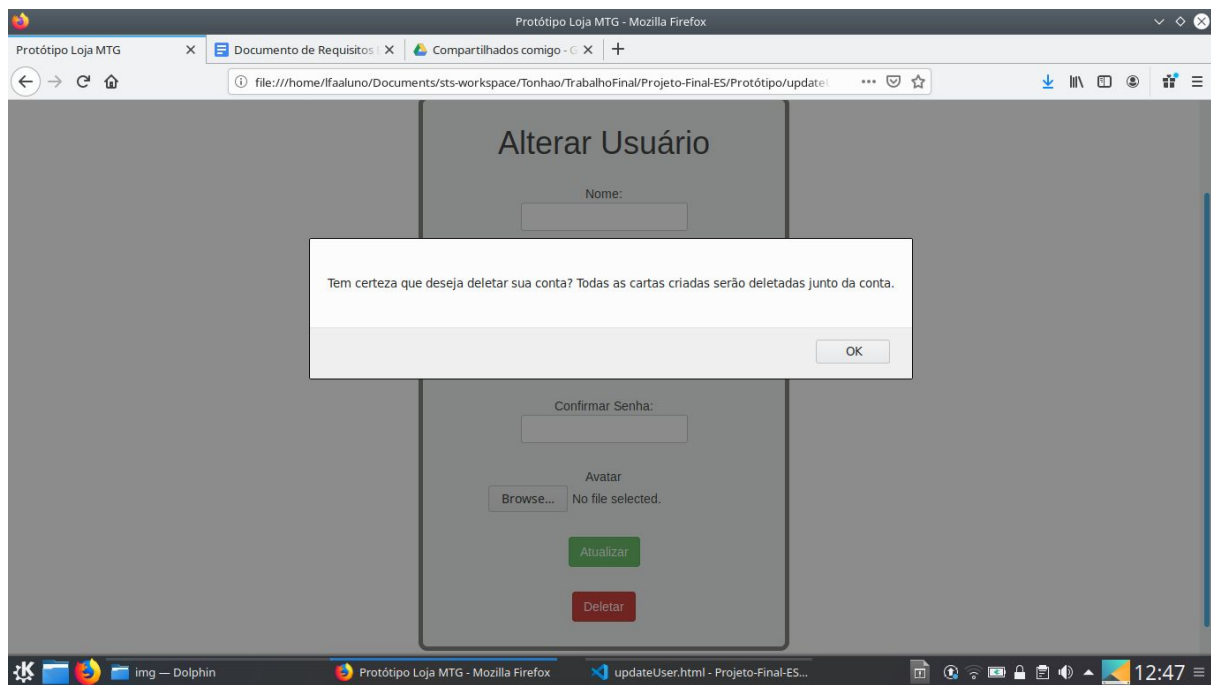 Protótipo Loja MTG - Mozilla Firefox
Protótipo Loja MTG
Documento de Requisitos
Compartilhados comigo - G
file:///home/lfaaluno/Documents/sts-workspace/Tonhao/TrabalhoFinal/Projeto-Final-ES/Protótipo/update
Alterar Usuário
Nome:
Tem certeza que deseja deletar sua conta? Todas as cartas criadas serão deletadas junto da conta.
OK
Confirmar Senha:
Avatar
Browse... No file selected.
Atualizar
Deletar
img — Dolphin
Protótipo Loja MTG - Mozilla Firefox
updateUser.html - Projeto-Final-ES...
12:47